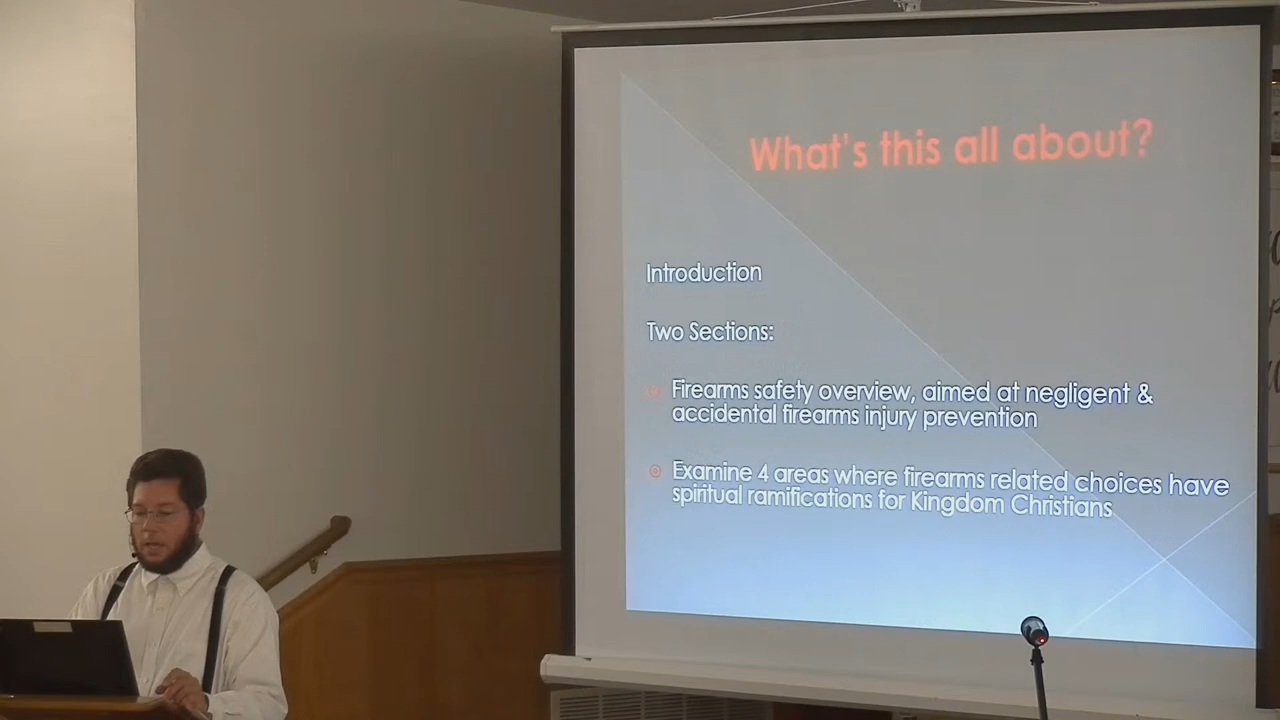 What's this all about?
Introduction
Two Sections:
Firearms safety overview, aimed at negligent &
accidental firearms injury prevention
Examine 4 areas where firearms related choices have
spiritual ramifications for Kingdom Christians